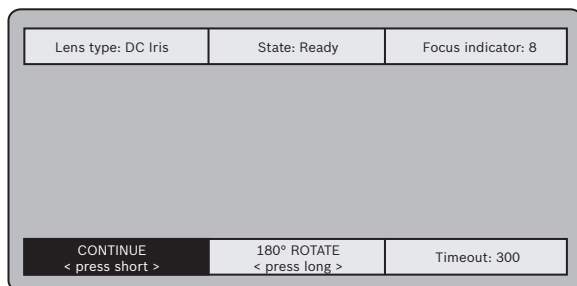 Lens type: DC Iris
State: Ready
Focus indicator: 8
CONTINUE
< press short >
180° ROTATE
< press long >
Timeout: 300